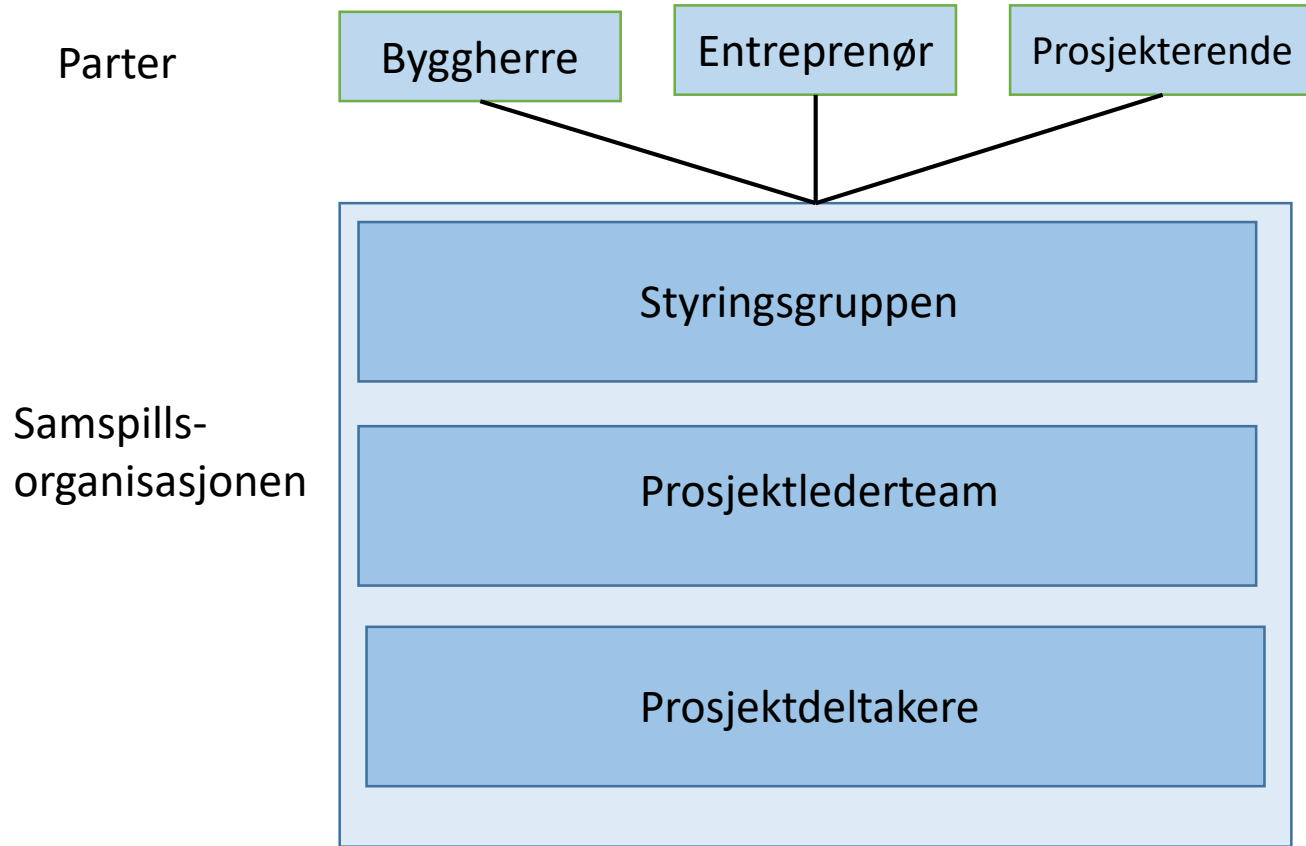 Parter
Byggherre
Entreprenør
Prosjekterende
Styringsgruppen
Samspills-
organisasjonen
Prosjektlederteam
Prosjektdeltakere